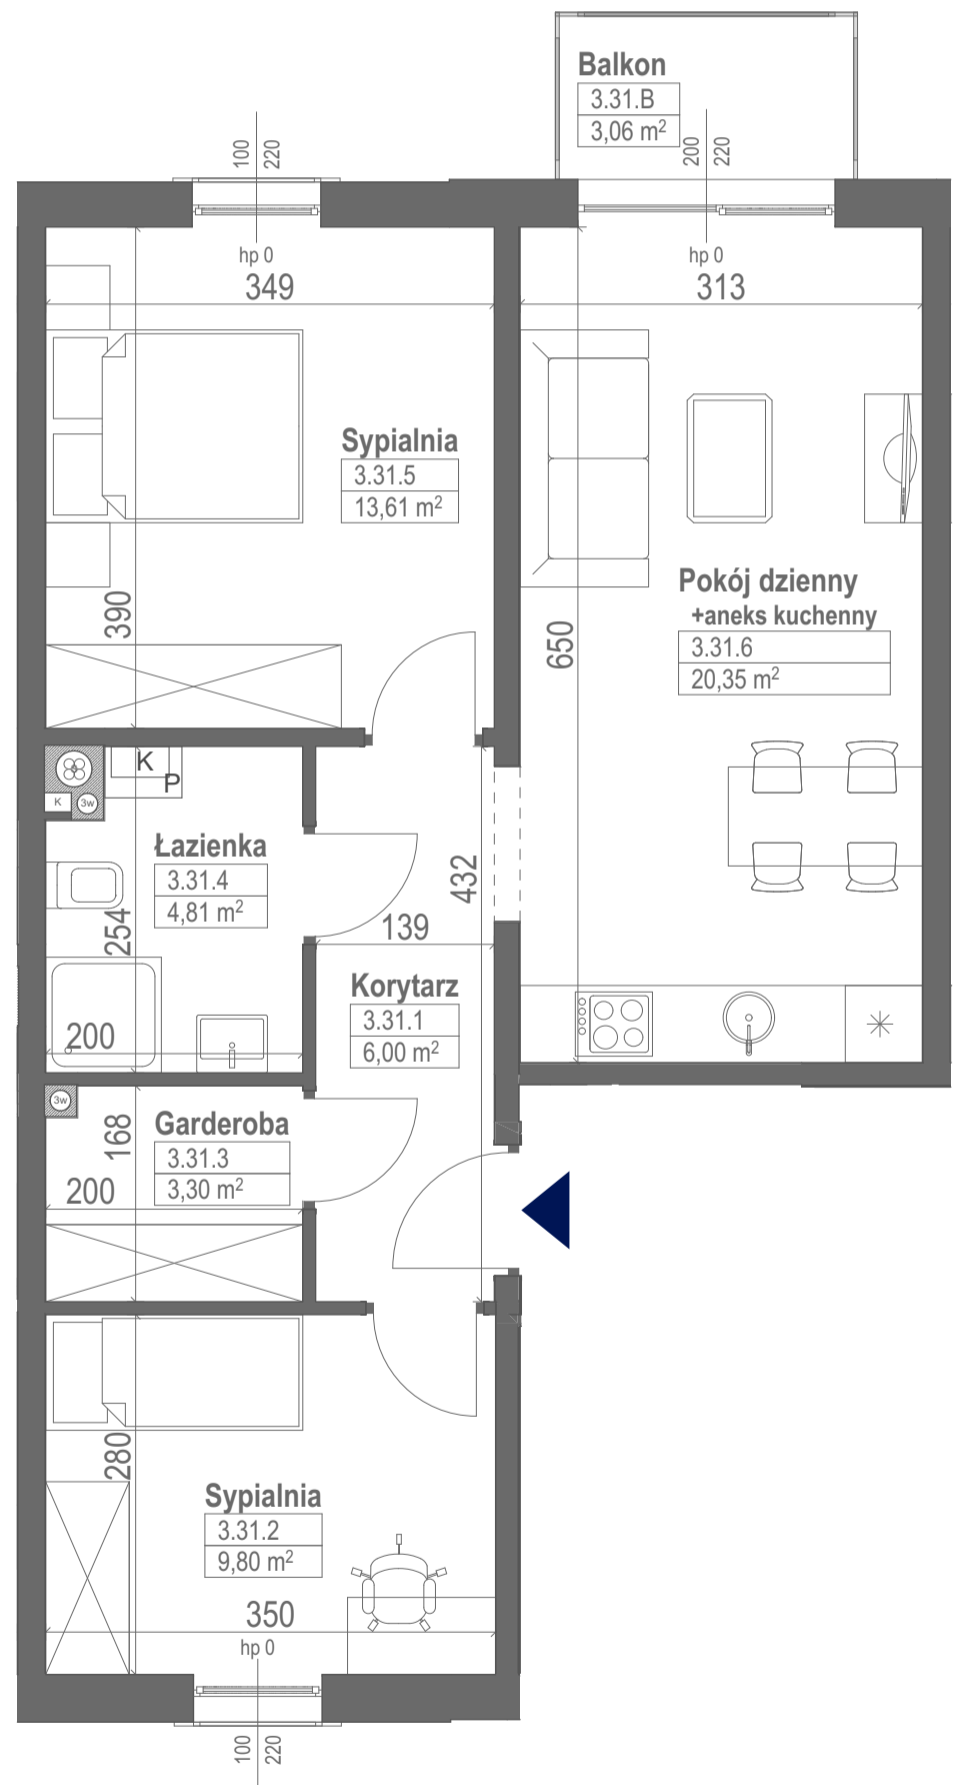 Balkon
3.31.B
3,06 m²
100
220
200
220
hp 0
hp 0
349
313
Sypialnia
3.31.5
13,61 m²
390
650
Pokój dzienny
+aneks kuchenny
3.31.6
20,35 m²
K
P
K
3w
Łazienka
3.31.4
4,81 m²
254
432
139
200
Korytarz
3.31.1
6,00 m²
3w
168
Garderoba
3.31.3
3,30 m²
200
280
Sypialnia
3.31.2
9,80 m²
350
hp 0
100
220